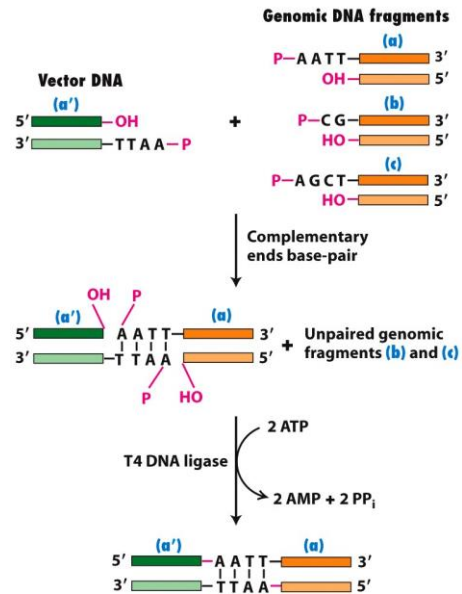 Genomic DNA fragments
(a)
P–AATT 3′
OH 5′
Vector DNA
(a′)
5′ OH
3′ TTAA–P
+
(b)
P–CG 3′
HO 5′
(c)
P–AGCT 3′
HO 5′
Complementary
ends base-pair
OH P
(a′) (a)
5′ AATT 3′
3′ TTAA 5′
P HO
+ Unpaired genomic
fragments (b) and (c)
2 ATP
T4 DNA ligase
2 AMP + 2 PPi
(a′) (a)
5′ AATT 3′
3′ TTAA 5′